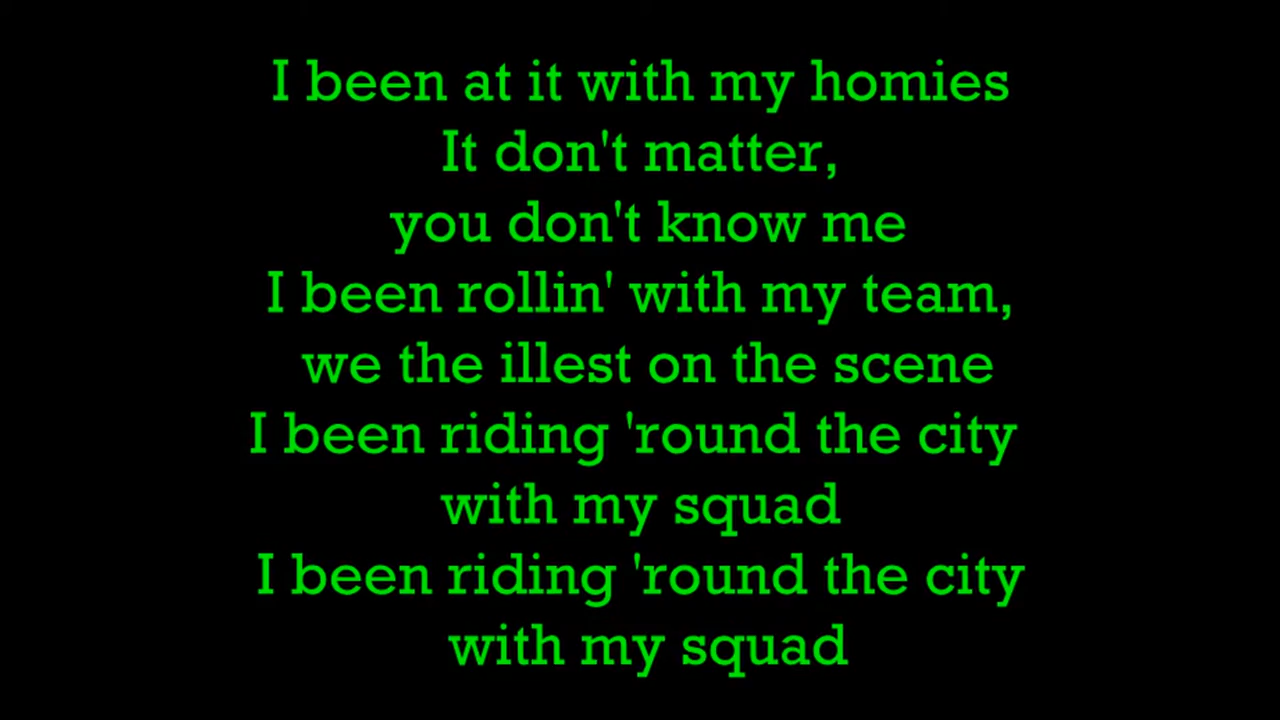 I been at it with my homies
It don't matter,
you don't know me
I been rollin' with my team,
we the illest on the scene
I been riding 'round the city
with my squad
I been riding 'round the city
with my squad